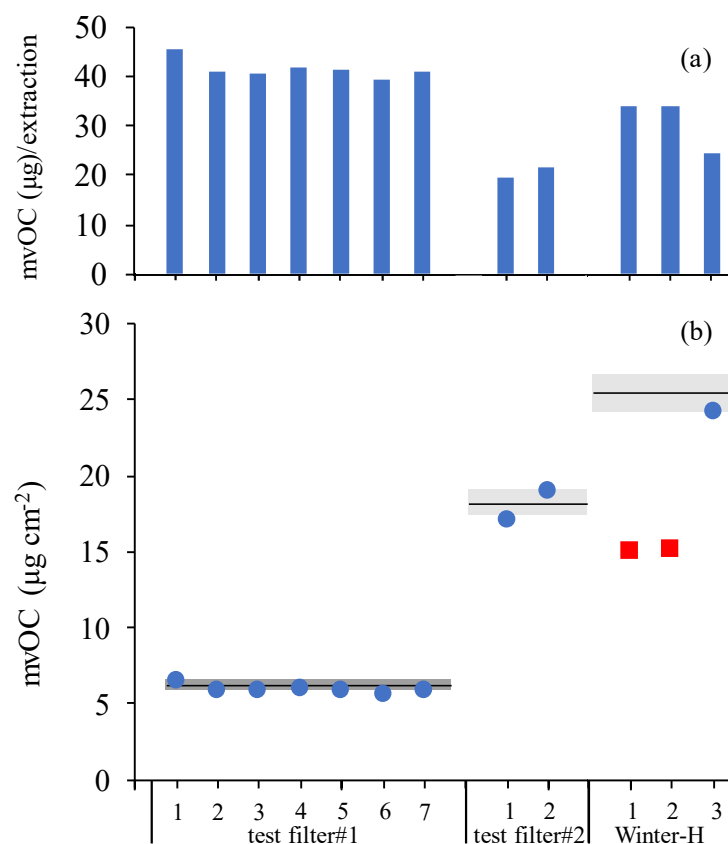 50
40
30
20
10
0
mvOC (μg)/extraction
(a)
30
25
20
15
10
5
0
mvOC (μg cm⁻²)
(b)
1 2 3 4 5 6 7 1 2 1 2 3
test filter#1 test filter#2 Winter-H